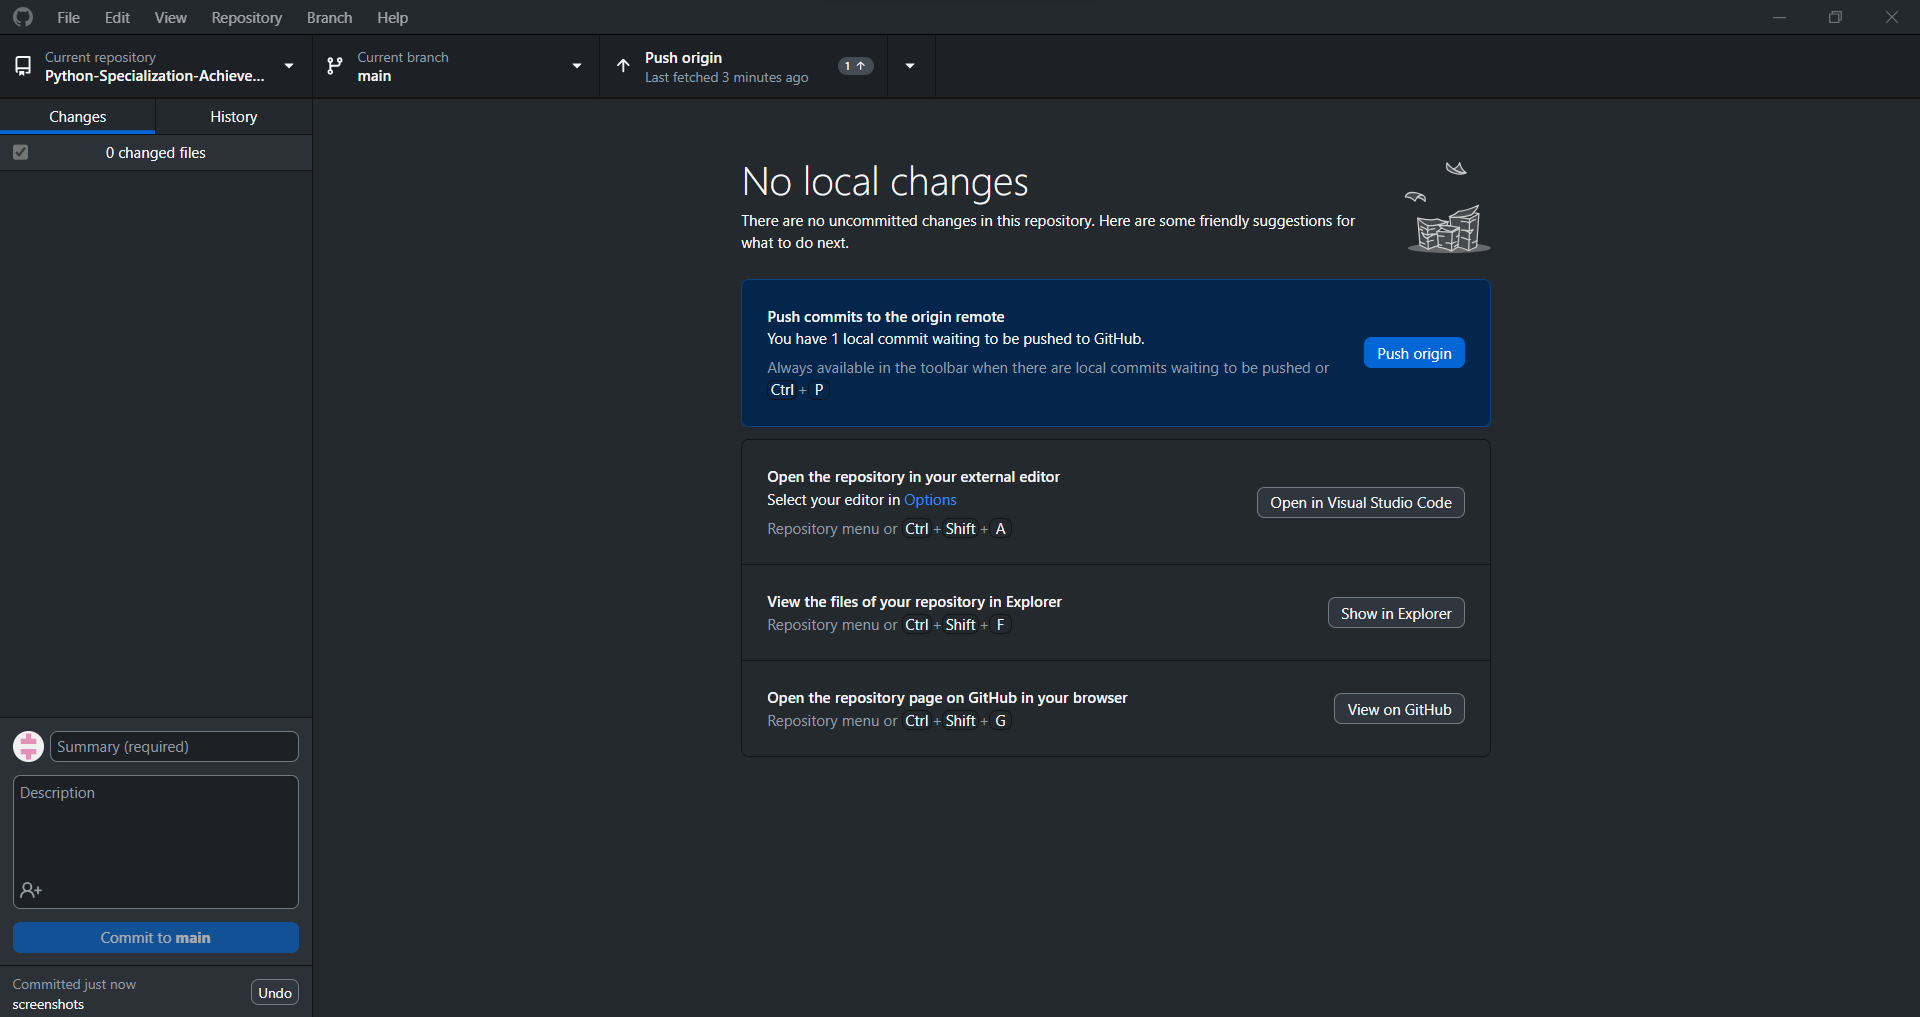 File Edit View Repository Branch Help
Current repository
Python-Specialization-Achieve...
Current branch
main
Push origin
Last fetched 3 minutes ago
1
Changes History
0 changed files
No local changes
There are no uncommitted changes in this repository. Here are some friendly suggestions for
what to do next.
Push commits to the origin remote
You have 1 local commit waiting to be pushed to GitHub.
Always available in the toolbar when there are local commits waiting to be pushed or
Ctrl + P
Push origin
Open the repository in your external editor
Select your editor in Options
Repository menu or Ctrl + Shift + A
Open in Visual Studio Code
View the files of your repository in Explorer
Repository menu or Ctrl + Shift + F
Show in Explorer
Open the repository page on GitHub in your browser
Repository menu or Ctrl + Shift + G
View on GitHub
Summary (required)
Description
Commit to main
Committed just now
screenshots
Undo